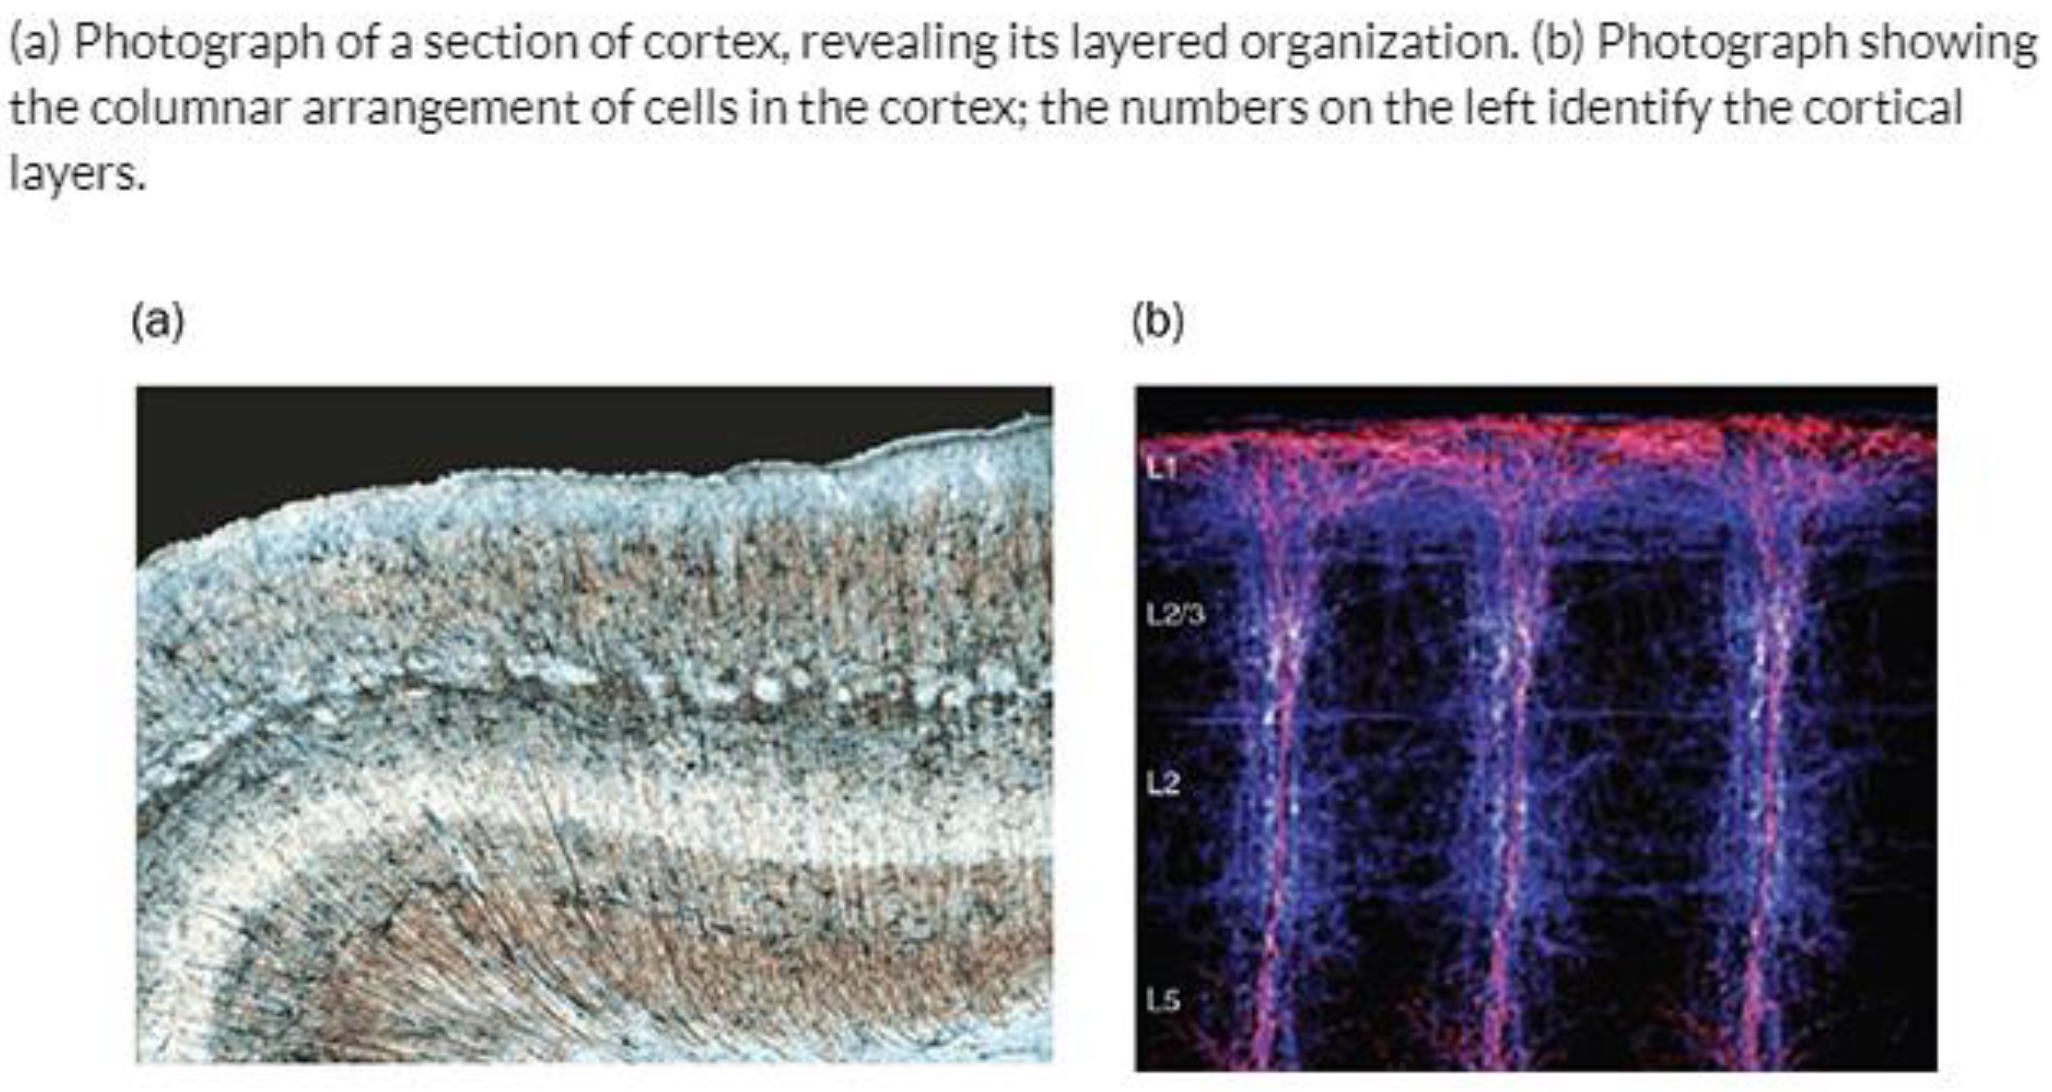 (a) Photograph of a section of cortex, revealing its layered organization. (b) Photograph showing
the columnar arrangement of cells in the cortex; the numbers on the left identify the cortical
layers.
(a)
(b)
L1
L2/3
L2
L5